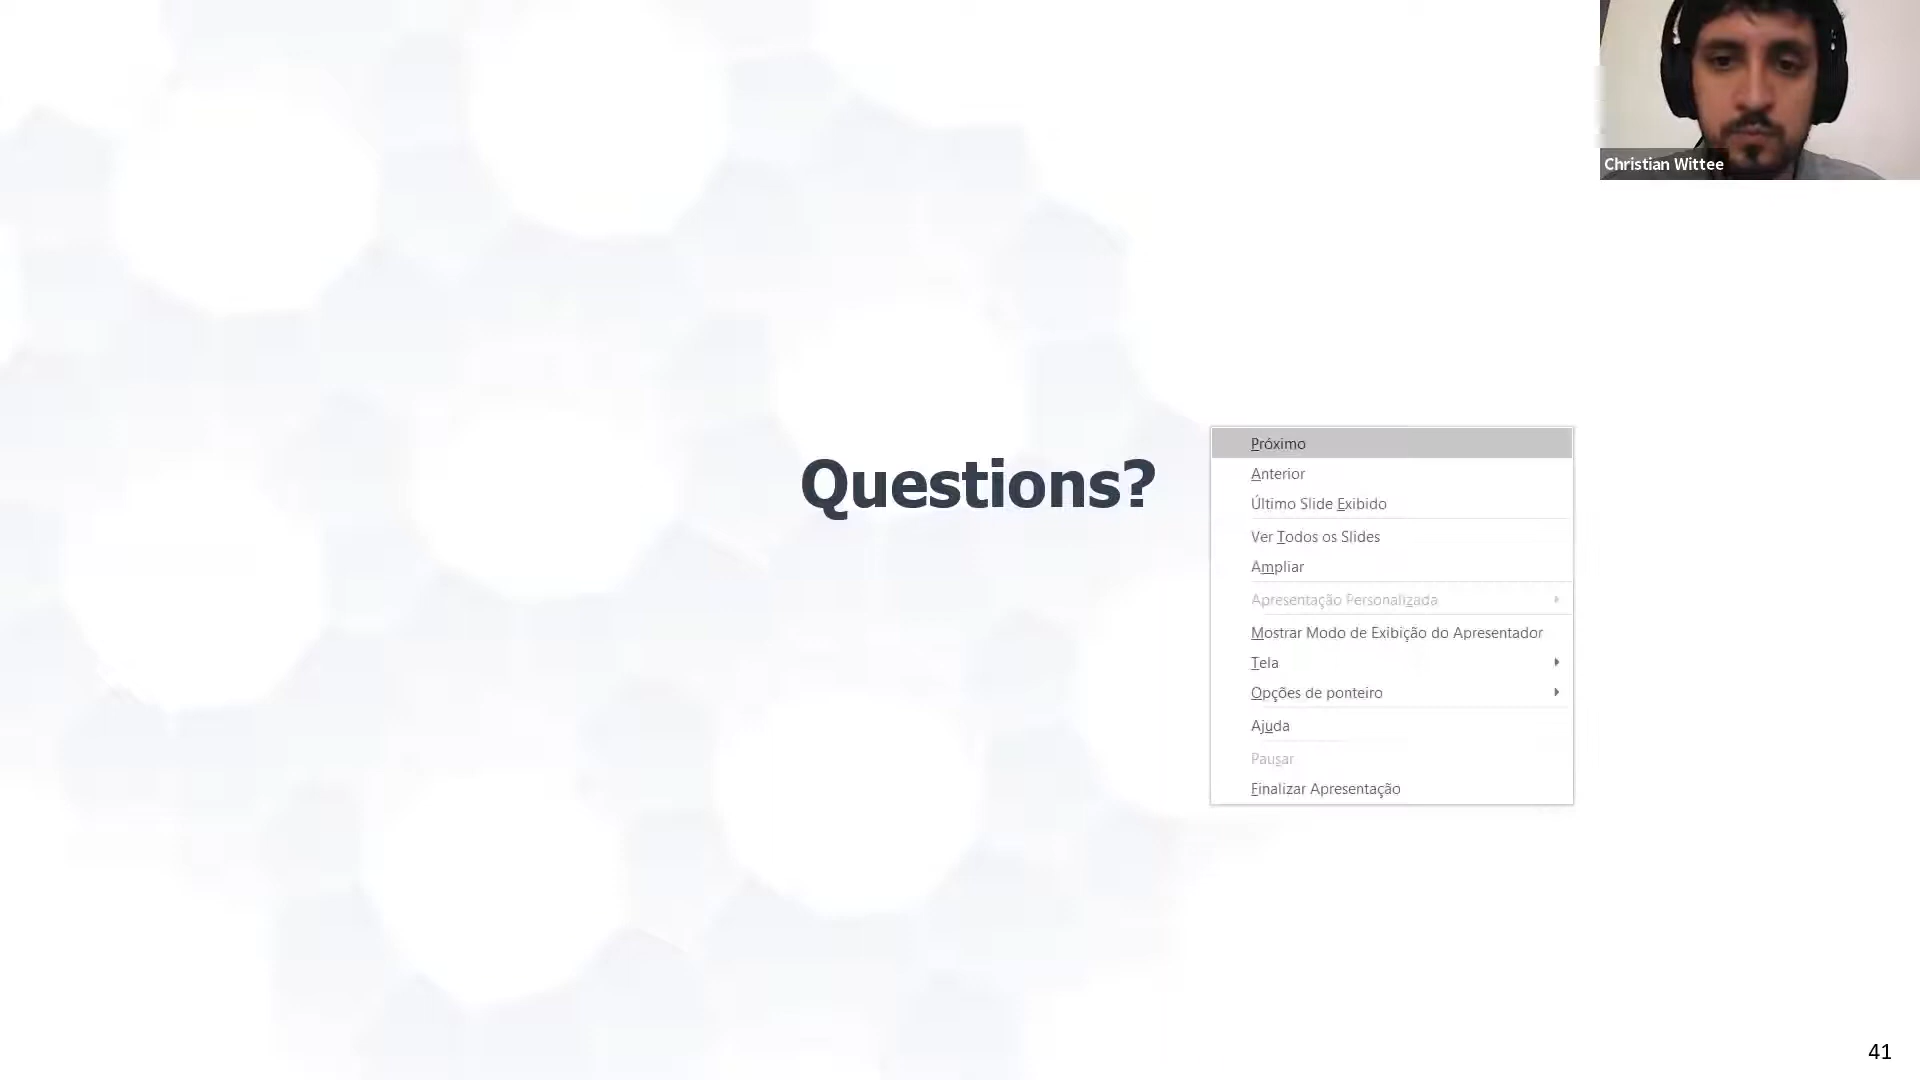 Christian Wittee
Questions?
Próximo
Anterior
Último Slide Exibido
Ver Todos os Slides
Ampliar
Apresentação Personalizada
Mostrar Modo de Exibição do Apresentador
Tela
Opções de ponteiro
Ajuda
Pausar
Finalizar Apresentação
41